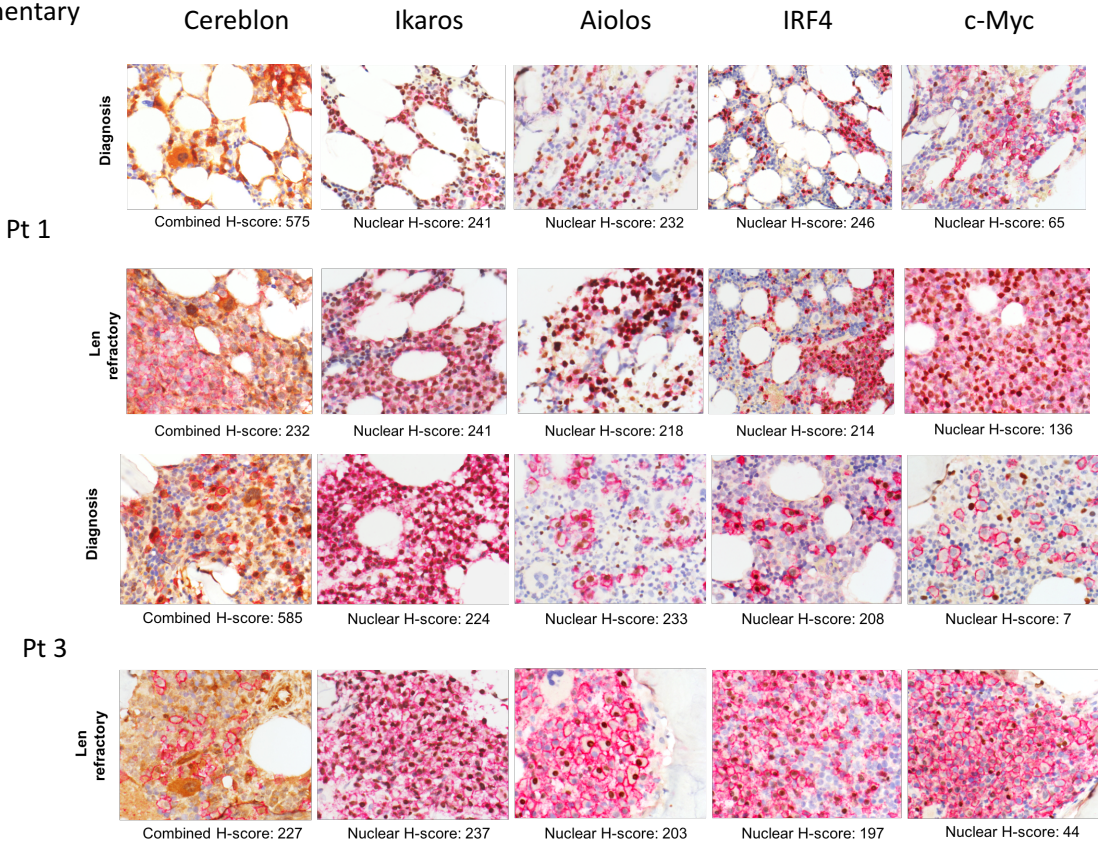 Cereblon Ikaros Aiolos IRF4 c-Myc
Pt 1
Diagnosis
Combined H-score: 575 Nuclear H-score: 241 Nuclear H-score: 232 Nuclear H-score: 246 Nuclear H-score: 65
Len
refractory
Combined H-score: 232 Nuclear H-score: 241 Nuclear H-score: 218 Nuclear H-score: 214 Nuclear H-score: 136
Pt 3
Diagnosis
Combined H-score: 585 Nuclear H-score: 224 Nuclear H-score: 233 Nuclear H-score: 208 Nuclear H-score: 7
Len
refractory
Combined H-score: 227 Nuclear H-score: 237 Nuclear H-score: 203 Nuclear H-score: 197 Nuclear H-score: 44